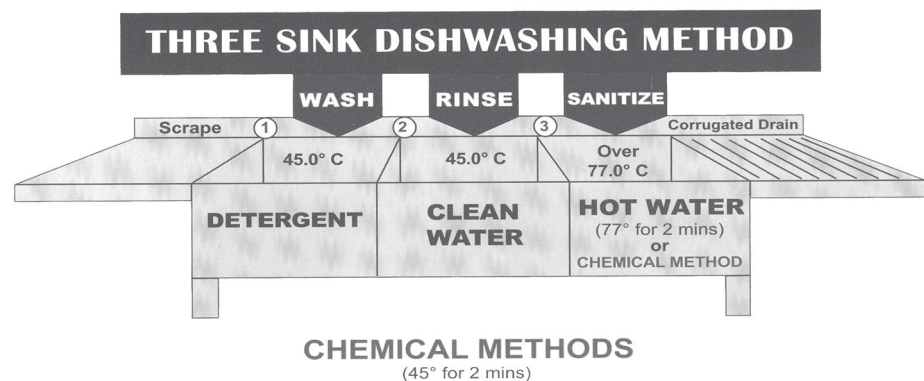 THREE SINK DISHWASHING METHOD
WASH
RINSE
SANITIZE
Scrape
1
2
3
Corrugated Drain
45.0° C
45.0° C
Over
77.0° C
DETERGENT
CLEAN
WATER
HOT WATER
(77° for 2 mins)
or
CHEMICAL METHOD
CHEMICAL METHODS
(45° for 2 mins)